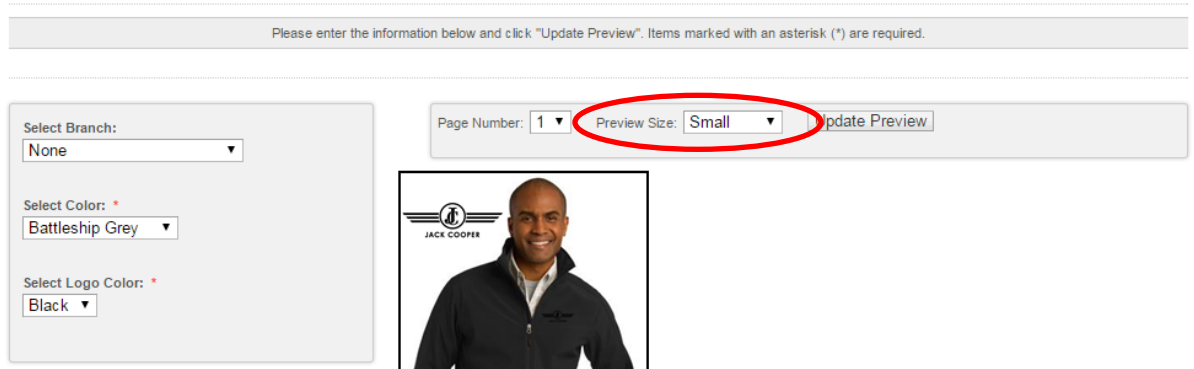 Please enter the information below and click "Update Preview". Items marked with an asterisk (*) are required.
Select Branch:
None
Select Color: *
Battleship Grey
Select Logo Color: *
Black
Page Number: 1 Preview Size: Small Update Preview
JC
JACK COOPER